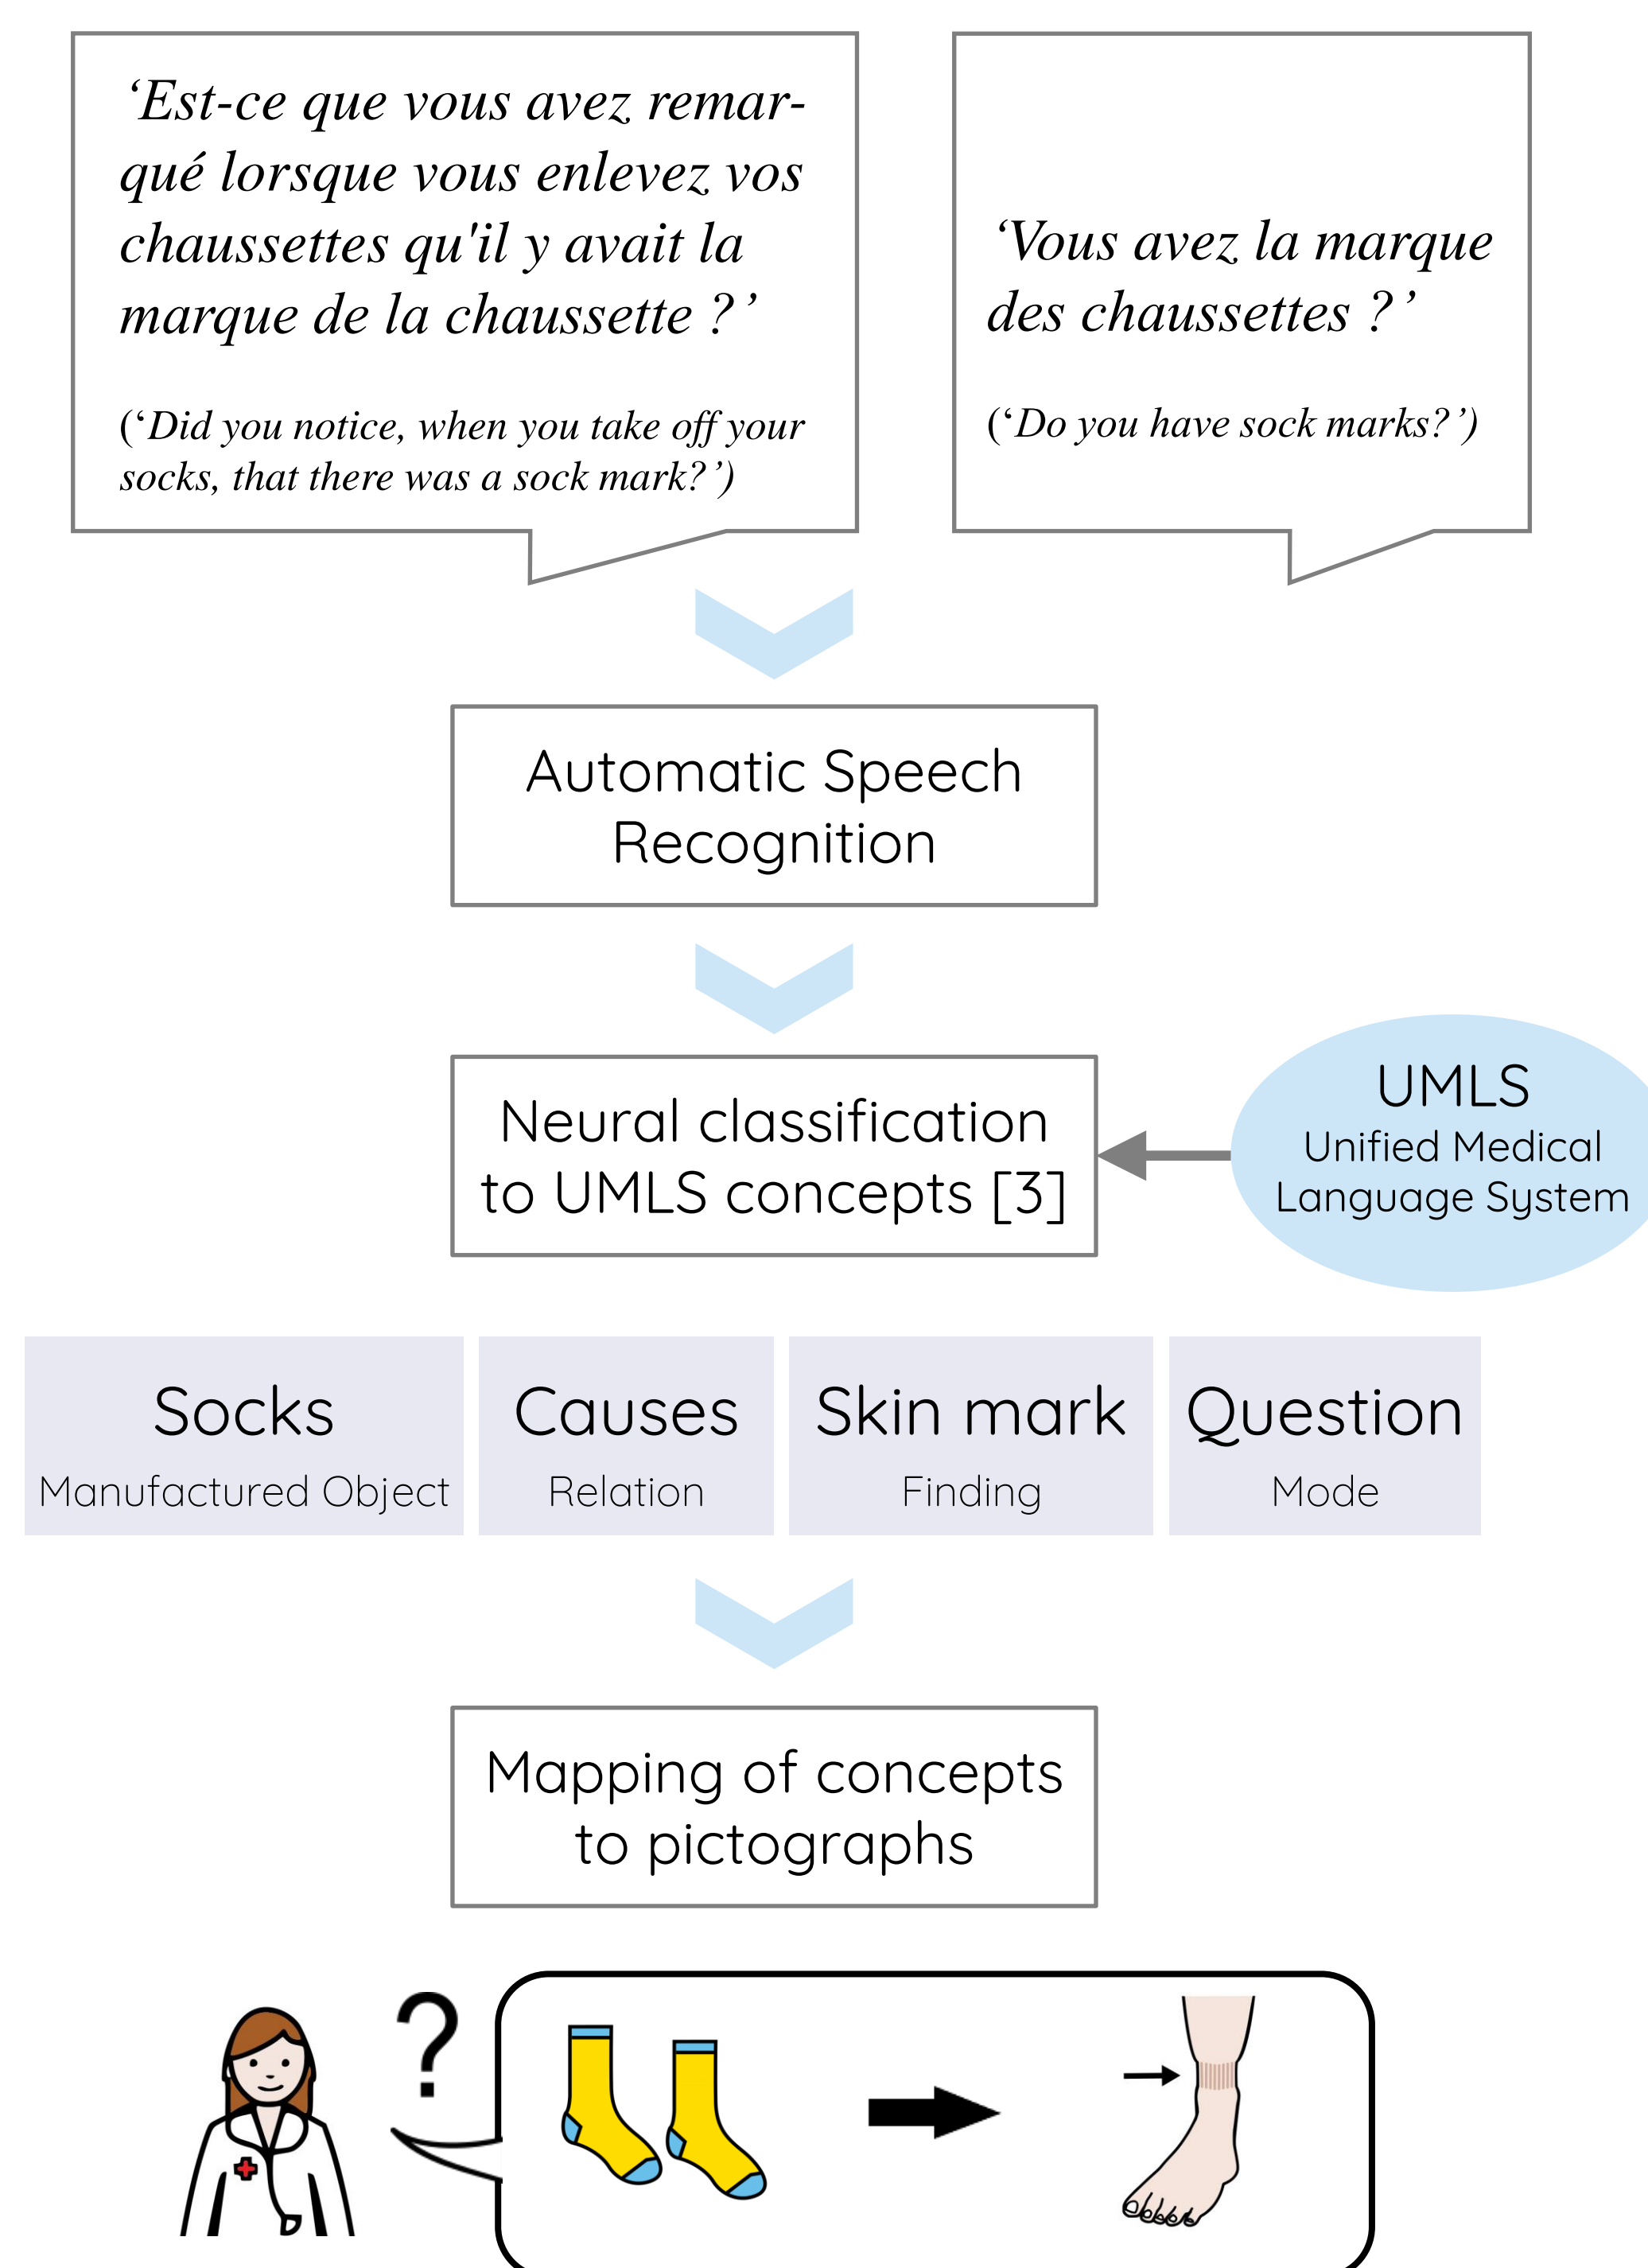 ‘Est-ce que vous avez remar-
qué lorsque vous enlevez vos
chaussettes qu'il y avait la
marque de la chaussette ?’
(‘Did you notice, when you take off your
socks, that there was a sock mark?’)
‘Vous avez la marque
des chaussettes ?’
(‘Do you have sock marks?’)
Automatic Speech
Recognition
Neural classification
to UMLS concepts [3]
UMLS
Unified Medical
Language System
Socks
Manufactured Object
Causes
Relation
Skin mark
Finding
Question
Mode
Mapping of concepts
to pictographs
?